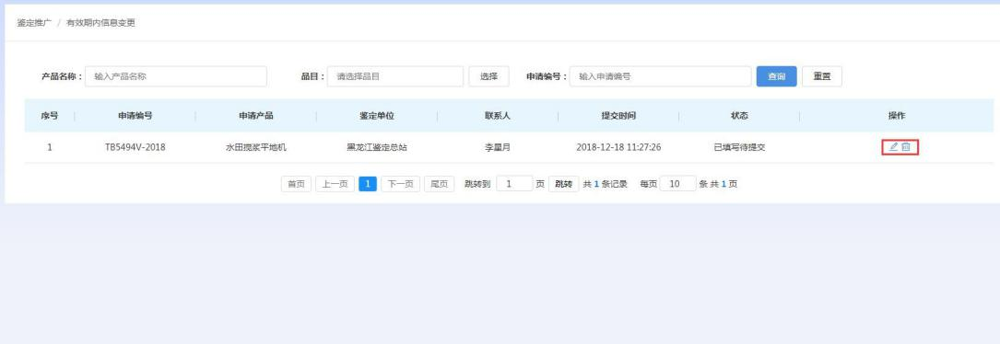 鉴定推广 / 有效期内信息变更
产品名称： 输入产品名称 品目： 请选择品目 选择 申请编号： 输入申请编号 查询 重置
序号 申请编号 申请产品 鉴定单位 联系人 提交时间 状态 操作
1 TB5494V-2018 水田搅浆平地机 黑龙江鉴定总站 李星月 2018-12-18 11:27:26 已填写待提交
首页 上一页 1 下一页 尾页 跳转到 1 页 跳转 共 1 条记录 每页 10 条 共 1 页